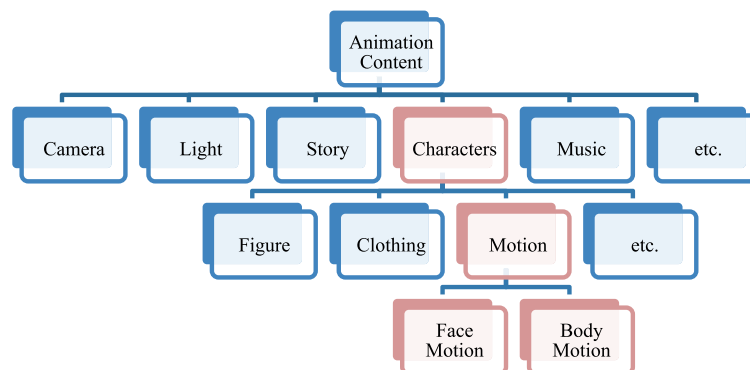 Animation
Content
Camera
Light
Story
Characters
Music
etc.
Figure
Clothing
Motion
etc.
Face
Motion
Body
Motion